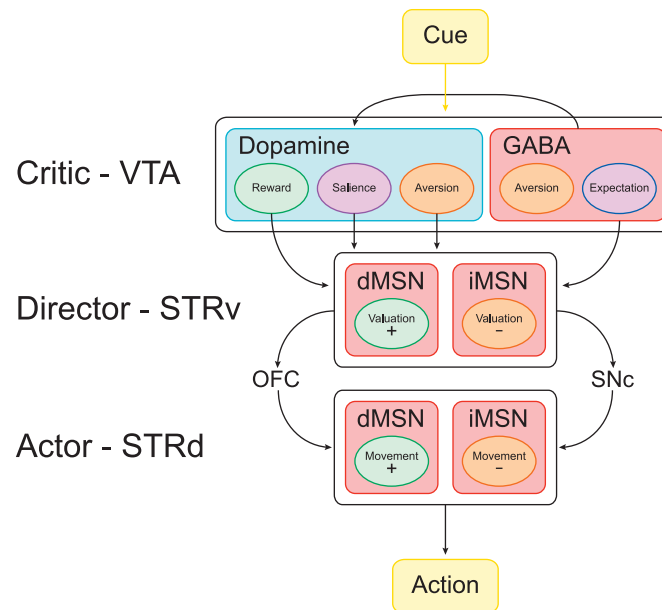 Cue
Critic - VTA
Dopamine
Reward
Salience
Aversion
GABA
Aversion
Expectation
Director - STRv
dMSN
Valuation
+
iMSN
Valuation
-
OFC
SNc
Actor - STRd
dMSN
Movement
+
iMSN
Movement
-
Action